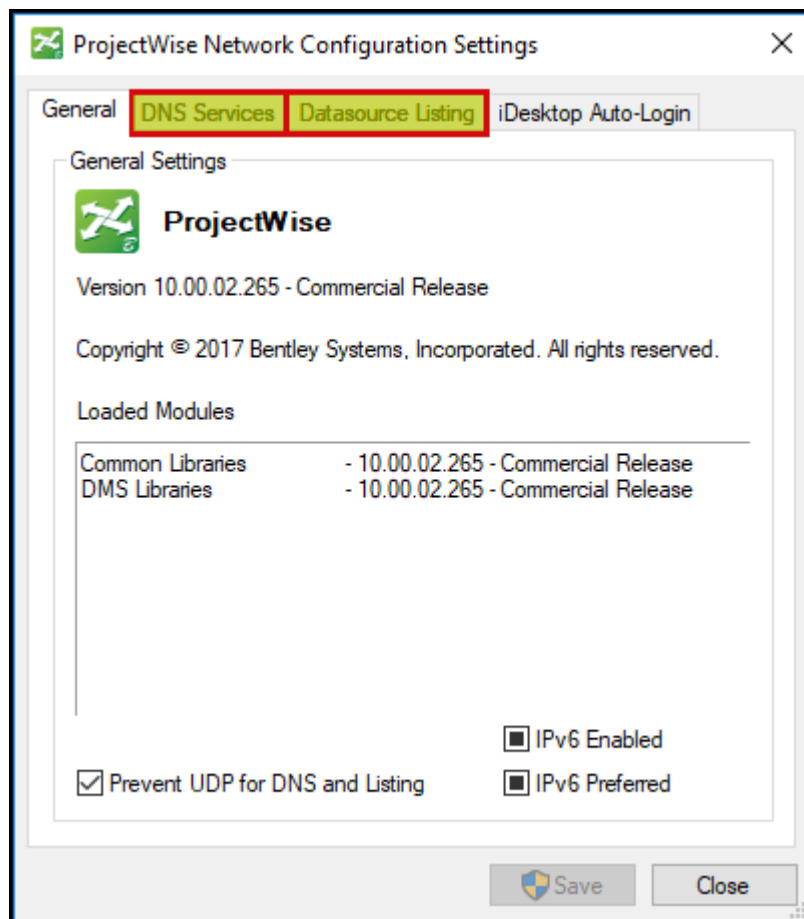 ProjectWise Network Configuration Settings
General DNS Services Datasource Listing iDesktop Auto-Login
General Settings
ProjectWise
Version 10.00.02.265 - Commercial Release
Copyright © 2017 Bentley Systems, Incorporated. All rights reserved.
Loaded Modules
Common Libraries - 10.00.02.265 - Commercial Release
DMS Libraries - 10.00.02.265 - Commercial Release
IPv6 Enabled
Prevent UDP for DNS and Listing IPv6 Preferred
Save Close